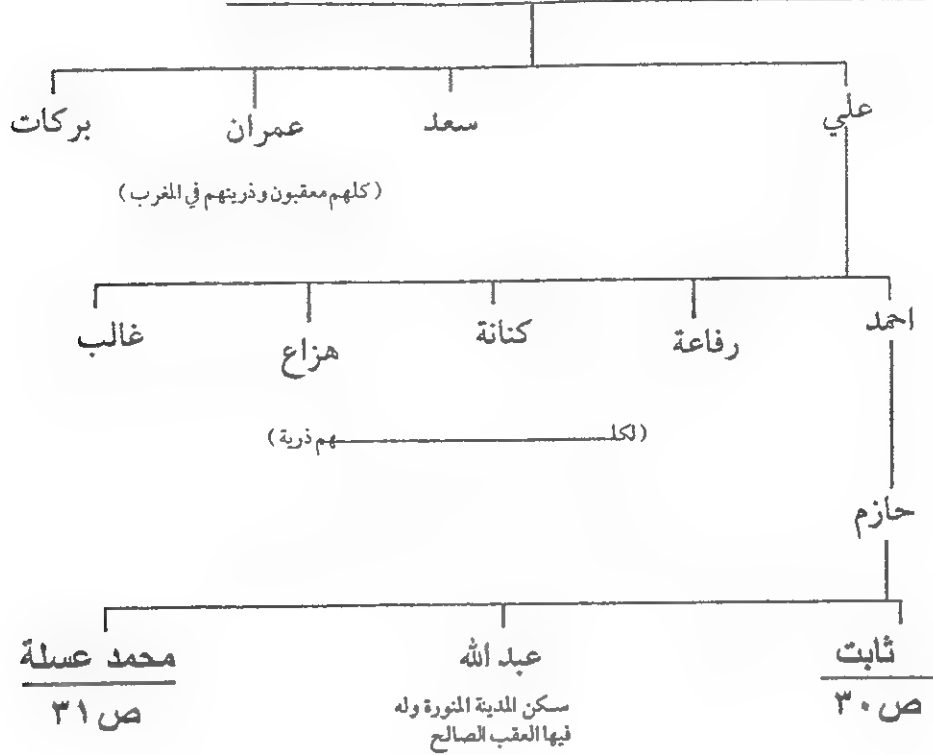 علي
سعد
عمران
بركات
(كلهم معقبون وذريتهم في المغرب)
احمد
رفاعة
كنانة
هزاع
غالب
(لكلـــــــــهم ذرية)
حازم
ثابت
ص ٣٠
عبد الله
سكن المدينة المنورة وله
فيها العقب الصالح
محمد عسلة
ص ٣١